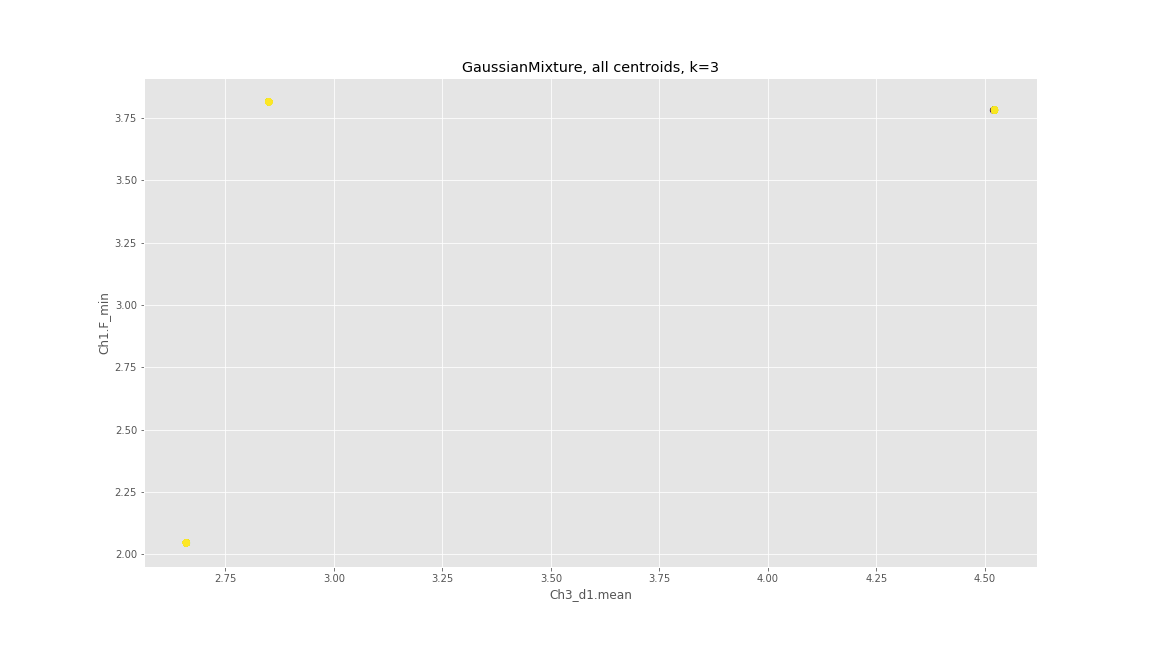 GaussianMixture, all centroids, k=3
3.75
3.50
3.25
3.00
2.75
2.50
2.25
2.00
Ch1.F_min
2.75 3.00 3.25 3.50 3.75 4.00 4.25 4.50
Ch3_d1.mean